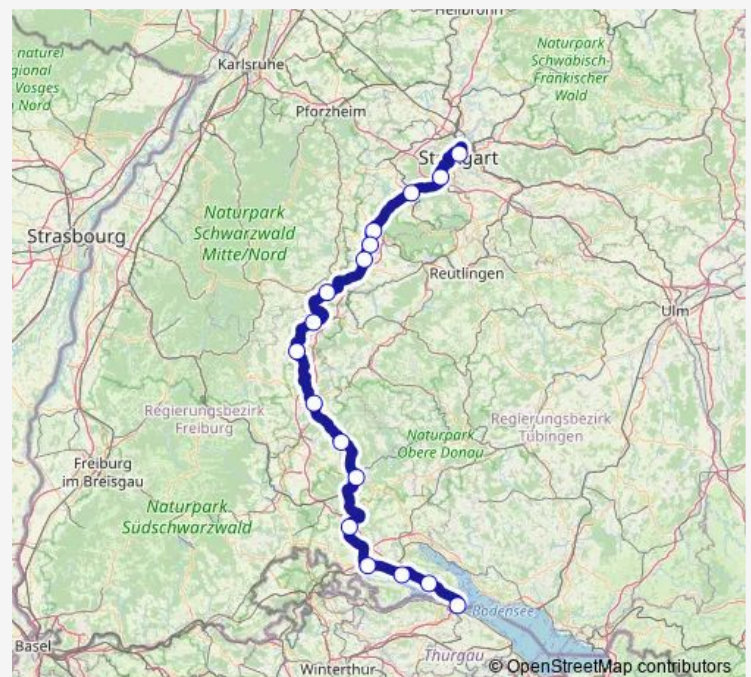 Heilbronn
naturel
gional
Vosges
Nord
Karlsruhe
Naturpark
Schwäbisch-
Fränkischer
Wald
Pforzheim
Naturpark
Schwarzwald
Mitte/Nord
Strasbourg
Reutlingen
Ulm
Regierungsbezirk
Freiburg
Regierungsbezirk
Tübingen
Naturpark
Obere Donau
Freiburg
im Breisgau
Naturpark
Südschwarzwald
Bodensee
Basel
Thurgau
Winterthur
© OpenStreetMap contributors